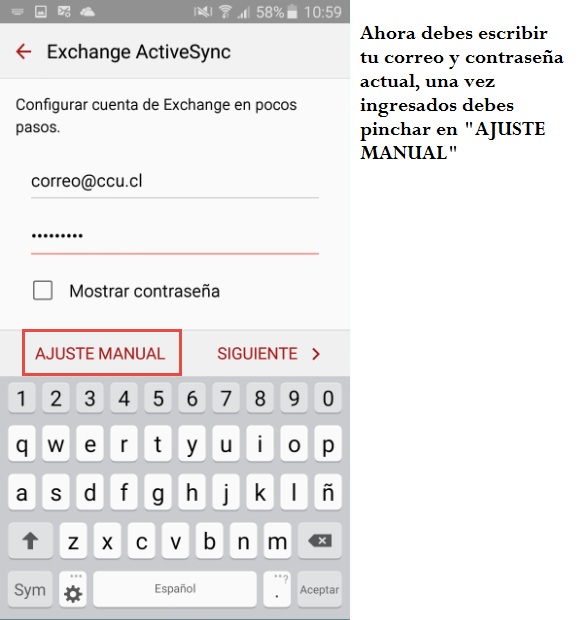 58% 10:59
Exchange ActiveSync
Configurar cuenta de Exchange en pocos
pasos.
correo@ccu.cl
•••••••••
Mostrar contraseña
AJUSTE MANUAL
SIGUIENTE
1 2 3 4 5 6 7 8 9 0
q w e r t y u i o p
a s d f g h j k l ñ
z x c v b n m
Sym Español . ...? Aceptar
Ahora debes escribir
tu correo y contraseña
actual, una vez
ingresados debes
pinchar en "AJUSTE
MANUAL"